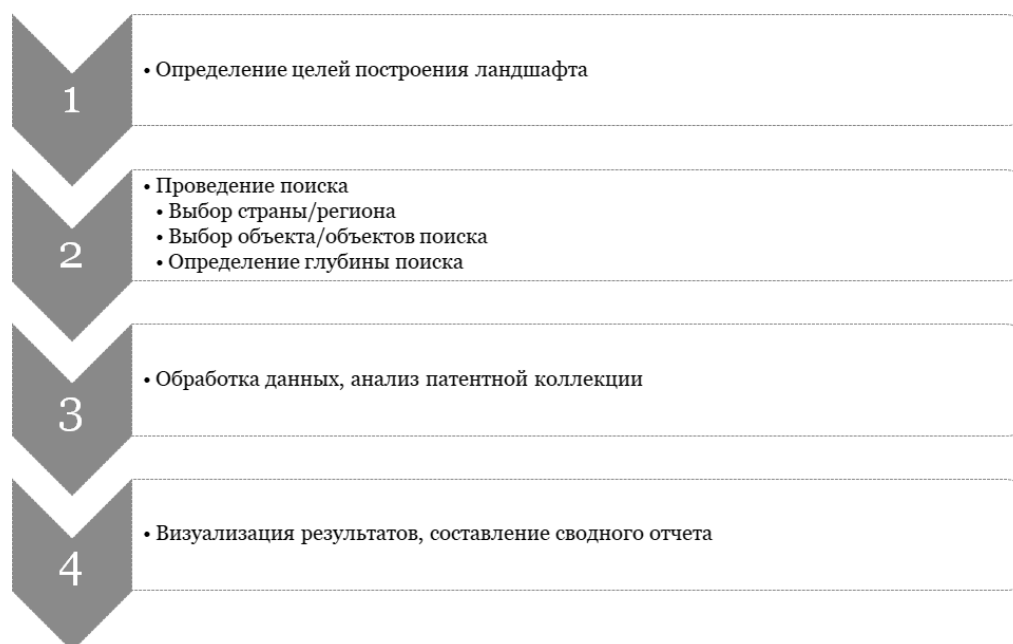 1
• Определение целей построения ландшафта
2
• Проведение поиска
• Выбор страны/региона
• Выбор объекта/объектов поиска
• Определение глубины поиска
3
• Обработка данных, анализ патентной коллекции
4
• Визуализация результатов, составление сводного отчета